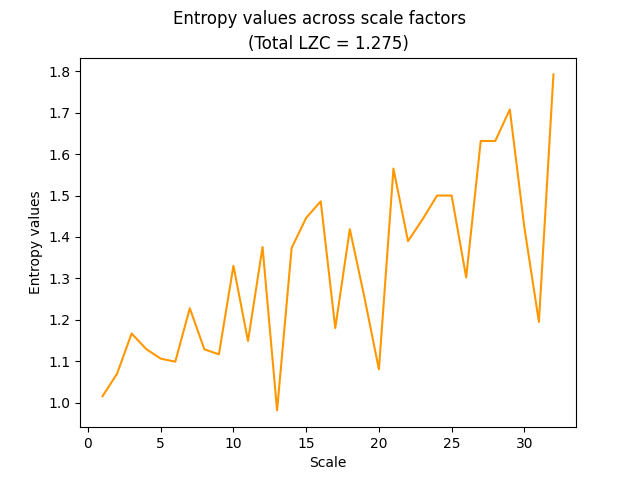 Entropy values across scale factors
(Total LZC = 1.275)
1.8
1.7
1.6
1.5
1.4
1.3
1.2
1.1
1.0
Entropy values
0 5 10 15 20 25 30
Scale